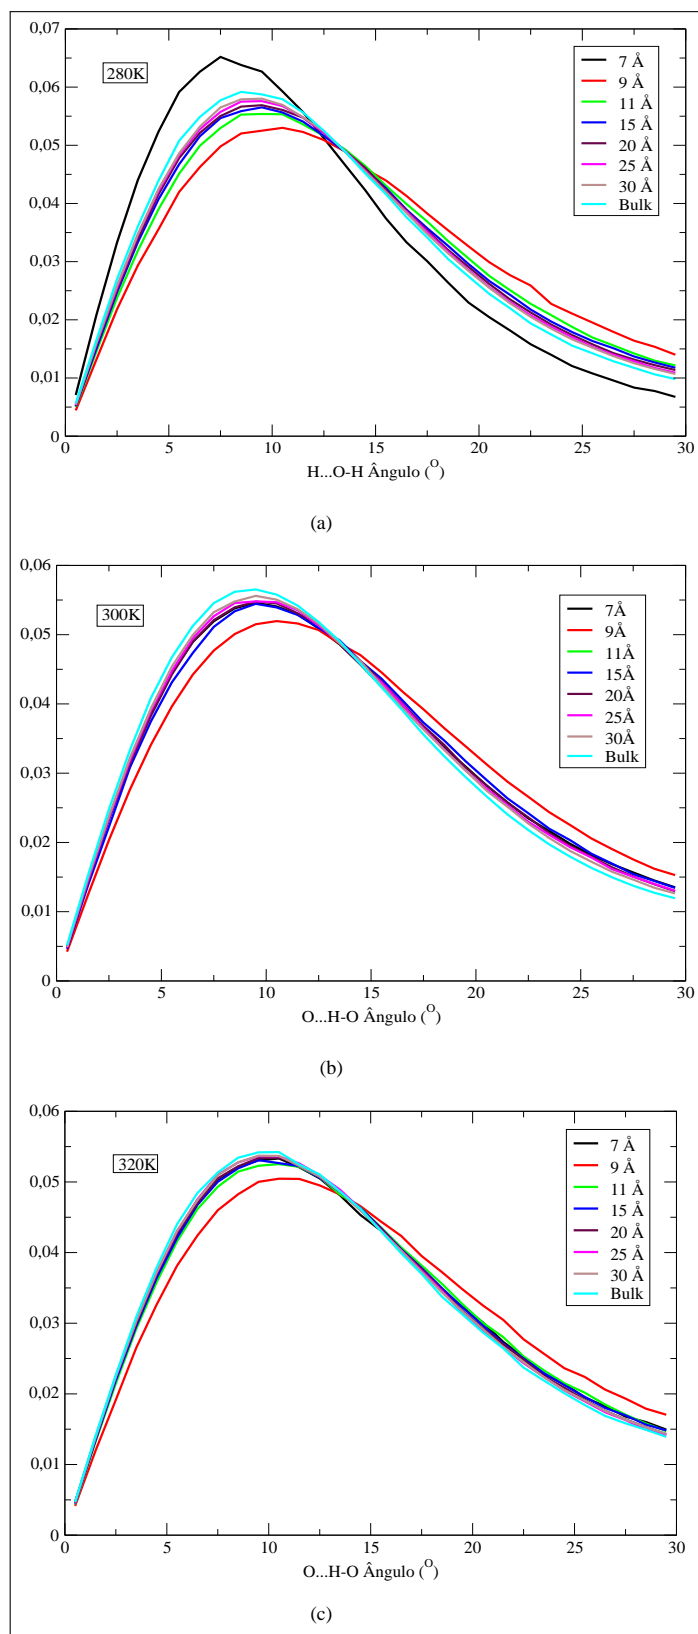 0,07
0,06
0,05
0,04
0,03
0,02
0,01
0
280K
7 Å
9 Å
11 Å
15 Å
20 Å
25 Å
30 Å
Bulk
0 5 10 15 20 25 30
H...O-H Ângulo (O)
(a)
0,06
0,05
0,04
0,03
0,02
0,01
0
300K
7Å
9Å
11Å
15Å
20Å
25Å
30Å
Bulk
0 5 10 15 20 25 30
O...H-O Ângulo (O)
(b)
0,06
0,05
0,04
0,03
0,02
0,01
0
320K
7 Å
9 Å
11 Å
15 Å
20 Å
25 Å
30 Å
Bulk
0 5 10 15 20 25 30
O...H-O Ângulo (O)
(c)